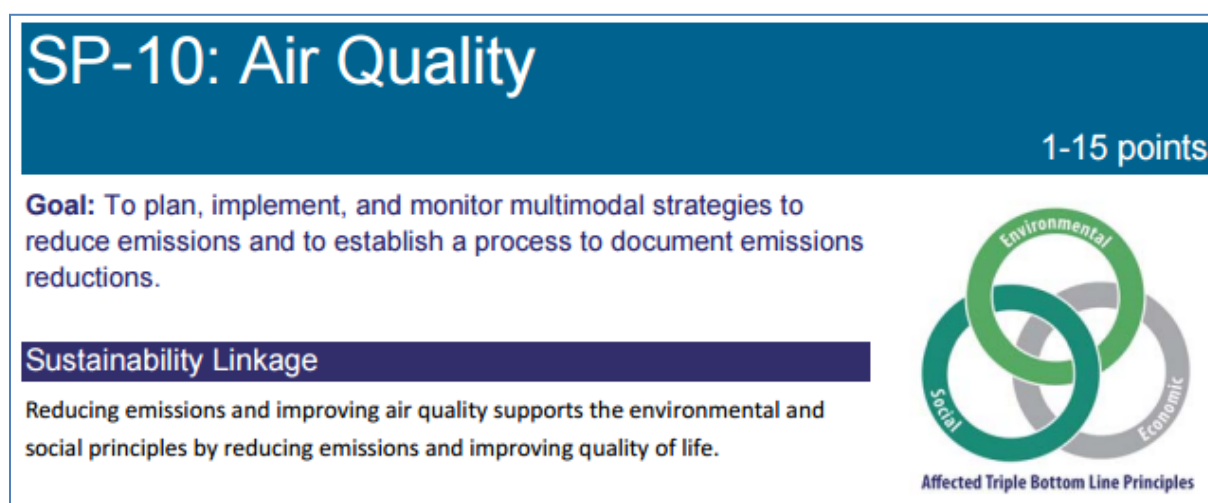 SP-10: Air Quality
1-15 points
Goal: To plan, implement, and monitor multimodal strategies to
reduce emissions and to establish a process to document emissions
reductions.
Sustainability Linkage
Reducing emissions and improving air quality supports the environmental and
social principles by reducing emissions and improving quality of life.
Environmental
Social
Economic
Affected Triple Bottom Line Principles